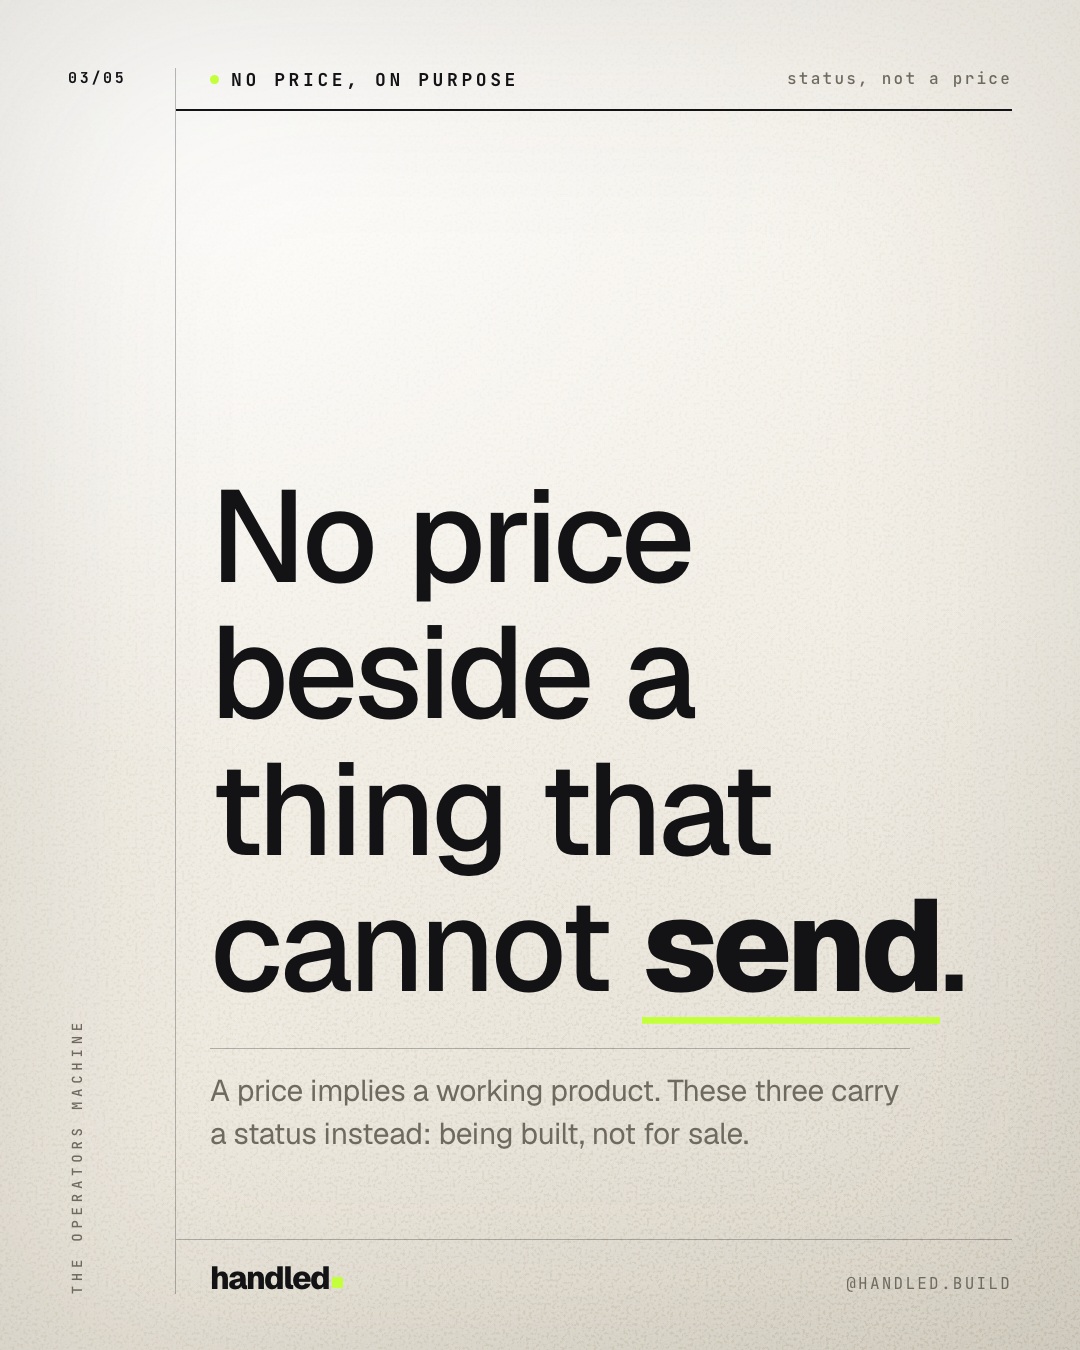 03/05
NO PRICE, ON PURPOSE
status, not a price
No price
beside a
thing that
cannot send.
A price implies a working product. These three carry
a status instead: being built, not for sale.
THE OPERATORS MACHINE
handled.
@HANDLED.BUILD